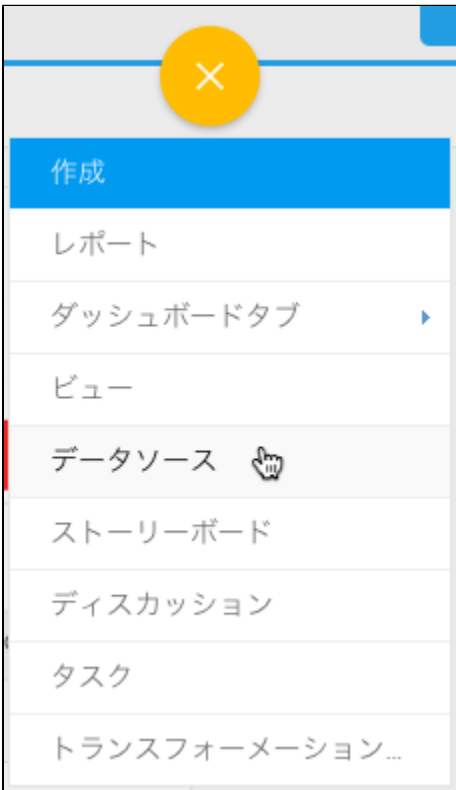 作成
レポート
ダッシュボードタブ
ビュー
データソース
ストーリーボード
ディスカッション
タスク
トランスフォーメーション...